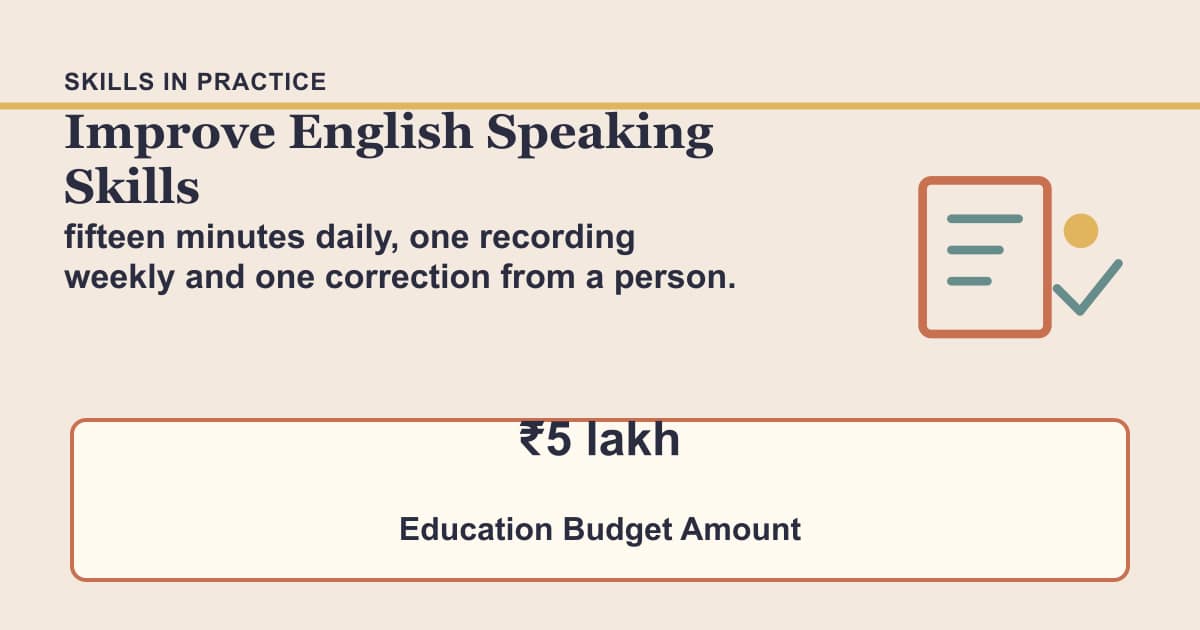 SKILLS IN PRACTICE
Improve English Speaking
Skills
fifteen minutes daily, one recording
weekly and one correction from a person.
₹5 lakh
Education Budget Amount